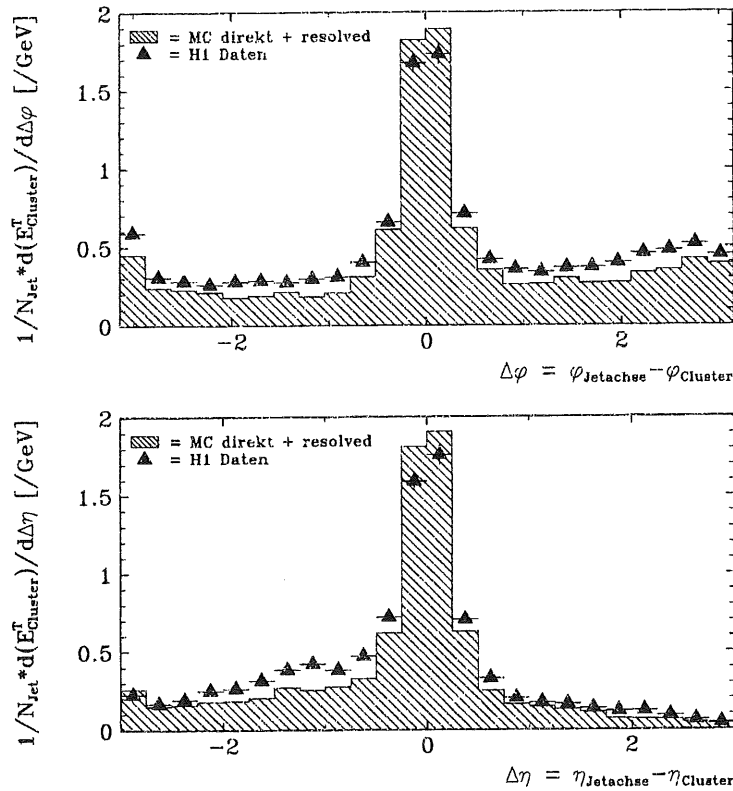 1/N_Jet*d(E^T_Cluster)/dΔφ [/GeV]
2
1.5
1
0.5
0
= MC direkt + resolved
= H1 Daten
-2
0
2
Δφ = φ_Jetachse-φ_Cluster
1/N_Jet*d(E^T_Cluster)/dΔη [/GeV]
2
1.5
1
0.5
0
= MC direkt + resolved
= H1 Daten
-2
0
2
Δη = η_Jetachse-η_Cluster